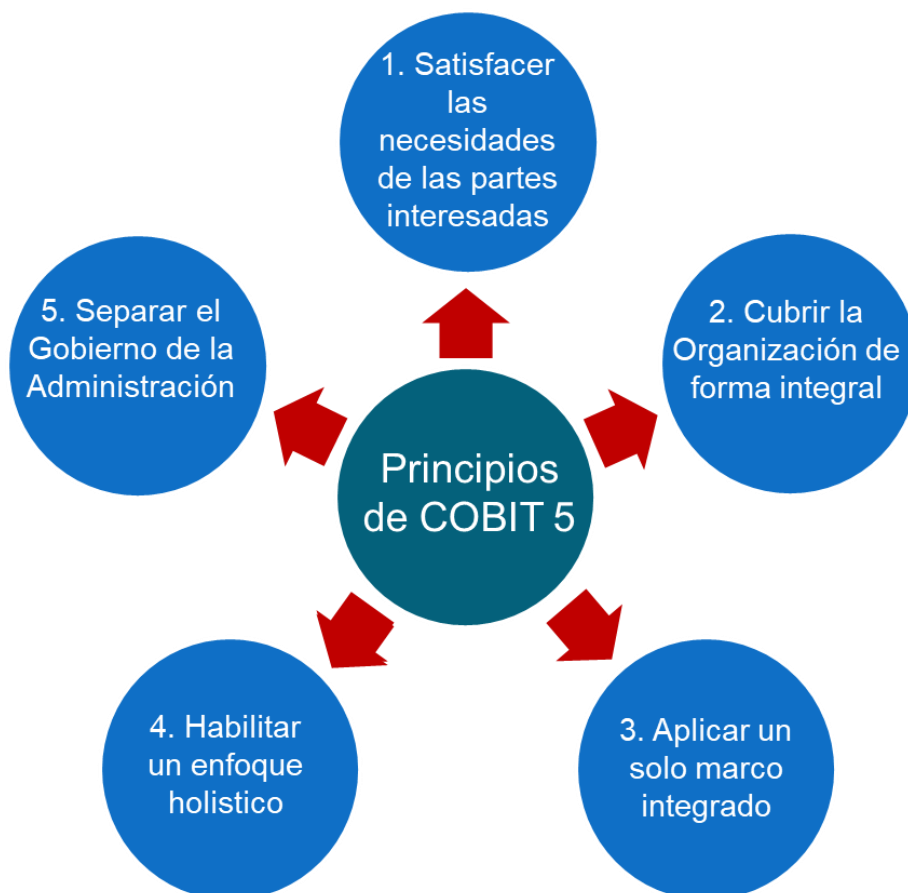 1. Satisfacer
las
necesidades
de las partes
interesadas
2. Cubrir la
Organización de
forma integral
3. Aplicar un
solo marco
integrado
4. Habilitar
un enfoque
holistico
5. Separar el
Gobierno de la
Administración
Principios
de COBIT 5